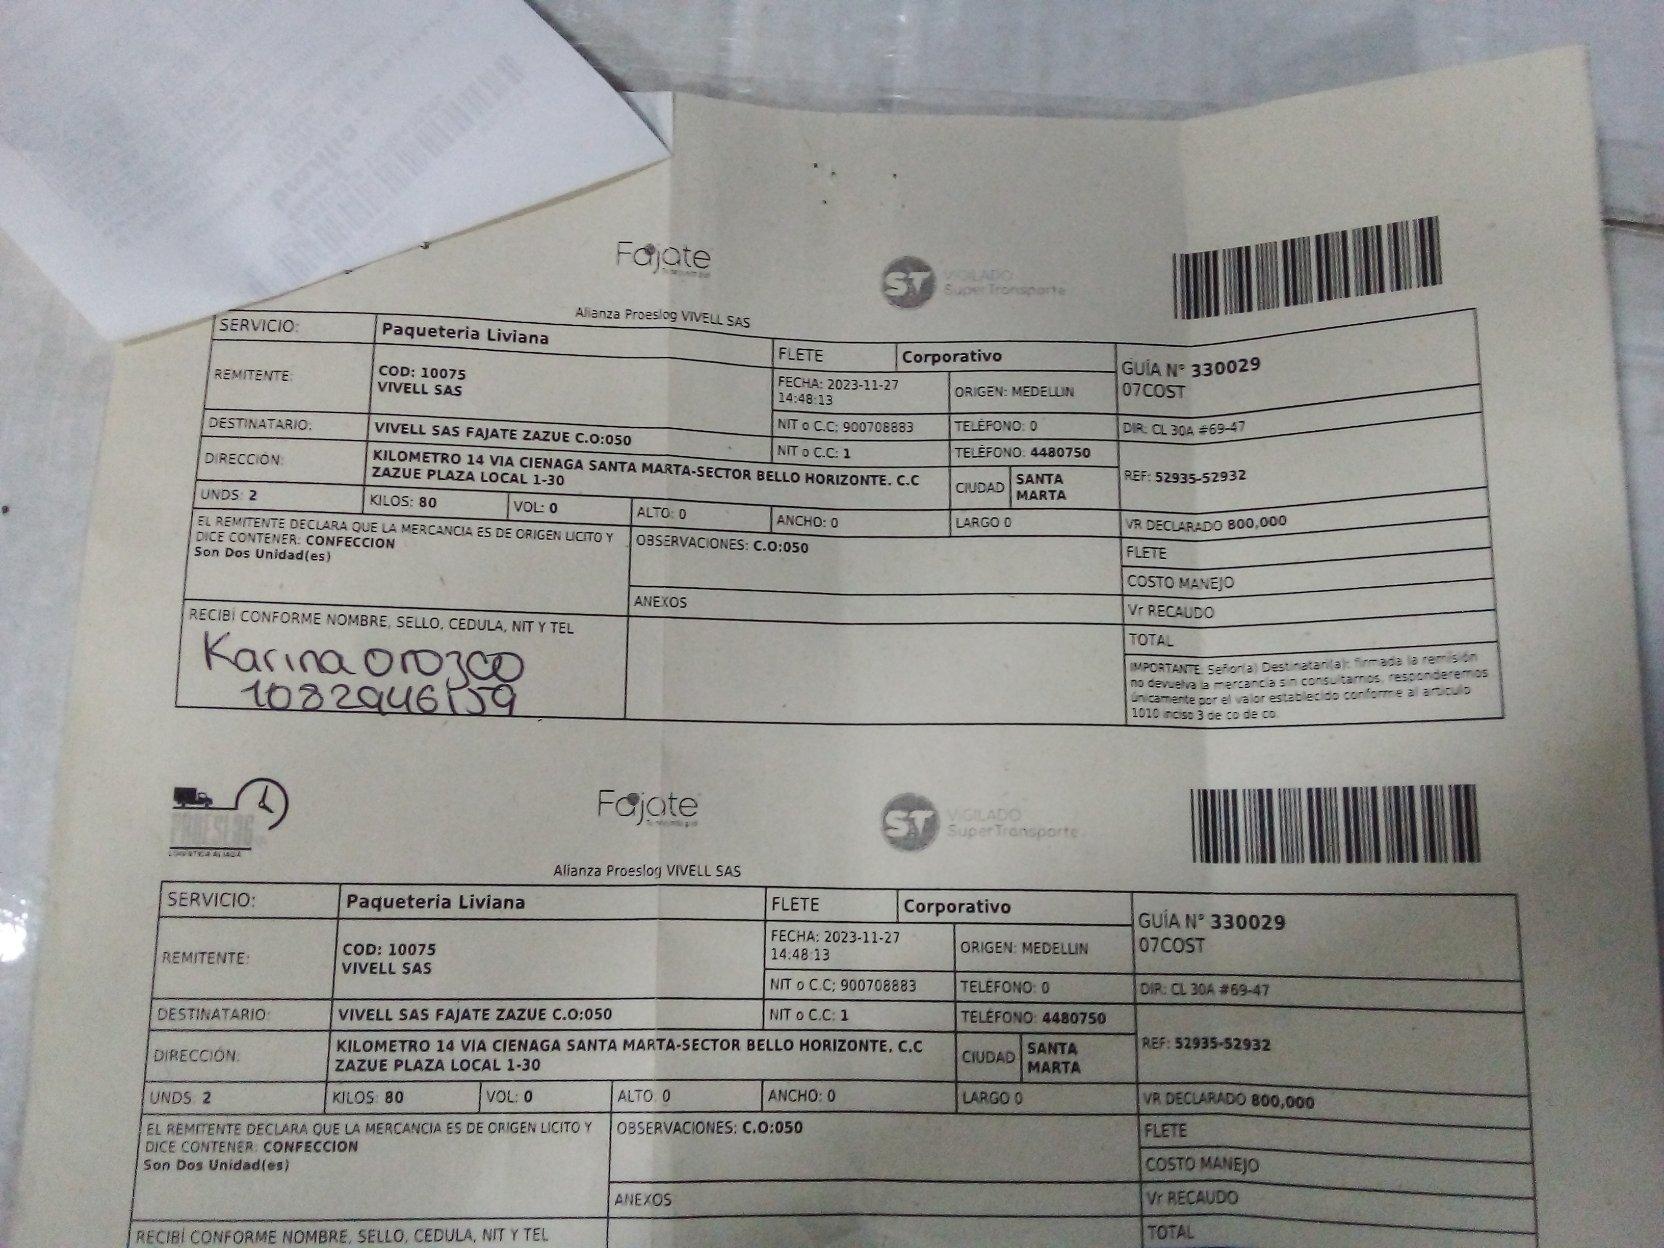 Fajate
ST VIGILADO
SuperTransporte
Alianza Proeslog VIVELL SAS
SERVICIO: Paqueteria Liviana FLETE Corporativo GUÍA N° 330029
07COST
REMITENTE: COD: 10075
VIVELL SAS
FECHA: 2023-11-27
14:48:13
ORIGEN: MEDELLIN
NIT o C.C: 900708883 TELÉFONO: 0 DIR: CL 30A #69-47
DESTINATARIO: VIVELL SAS FAJATE ZAZUE C.O:050 NIT o C.C: 1 TELÉFONO: 4480750
DIRECCIÓN: KILOMETRO 14 VIA CIENAGA SANTA MARTA-SECTOR BELLO HORIZONTE. C.C
ZAZUE PLAZA LOCAL 1-30
CIUDAD SANTA
MARTA
REF: 52935-52932
UNDS: 2 KILOS: 80 VOL: 0 ALTO: 0 ANCHO: 0 LARGO 0 VR DECLARADO 800,000
EL REMITENTE DECLARA QUE LA MERCANCIA ES DE ORIGEN LICITO Y
DICE CONTENER: CONFECCION
Son Dos Unidad(es)
OBSERVACIONES: C.O:050
FLETE
COSTO MANEJO
ANEXOS
Vr RECAUDO
RECIBÍ CONFORME NOMBRE, SELLO, CEDULA, NIT Y TEL
TOTAL
Karina Orozco
1082946159
IMPORTANTE: Señor(a) Destinatari(a): firmada la remisión
no devuelva la mercancia sin consultarnos, responderemos
únicamente por el valor establecido conforme al articulo
1010 inciso 3 de co de co.
Fajate
ST VIGILADO
SuperTransporte
Alianza Proeslog VIVELL SAS
SERVICIO: Paqueteria Liviana FLETE Corporativo GUÍA N° 330029
07COST
REMITENTE: COD: 10075
VIVELL SAS
FECHA: 2023-11-27
14:48:13
ORIGEN: MEDELLIN
NIT o C.C: 900708883 TELÉFONO: 0 DIR: CL 30A #69-47
DESTINATARIO: VIVELL SAS FAJATE ZAZUE C.O:050 NIT o C.C: 1 TELÉFONO: 4480750
DIRECCIÓN: KILOMETRO 14 VIA CIENAGA SANTA MARTA-SECTOR BELLO HORIZONTE. C.C
ZAZUE PLAZA LOCAL 1-30
CIUDAD SANTA
MARTA
REF: 52935-52932
UNDS: 2 KILOS: 80 VOL: 0 ALTO: 0 ANCHO: 0 LARGO 0 VR DECLARADO 800,000
EL REMITENTE DECLARA QUE LA MERCANCIA ES DE ORIGEN LICITO Y
DICE CONTENER: CONFECCION
Son Dos Unidad(es)
OBSERVACIONES: C.O:050
FLETE
COSTO MANEJO
ANEXOS
Vr RECAUDO
RECIBÍ CONFORME NOMBRE, SELLO, CEDULA, NIT Y TEL
TOTAL